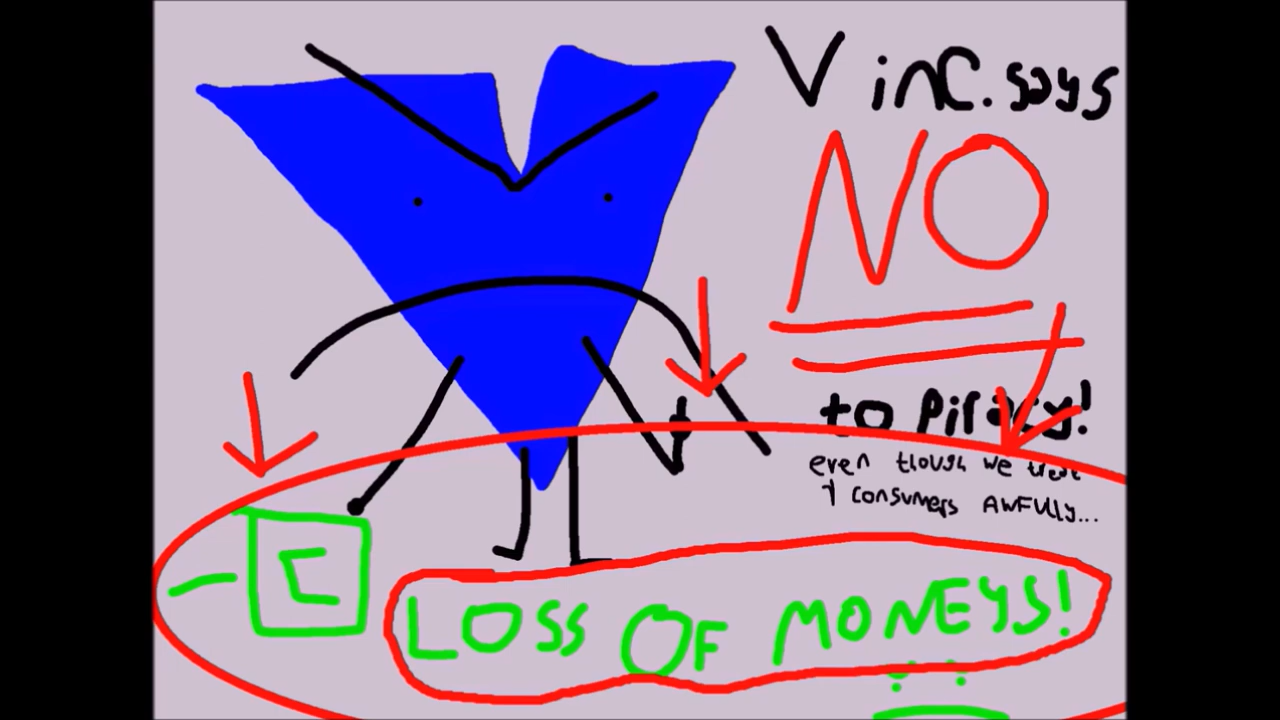 V inc. says
NO
to Piracy!
even though we treat
consumers AWFULLY...
- C
LOSS OF MONEYS!